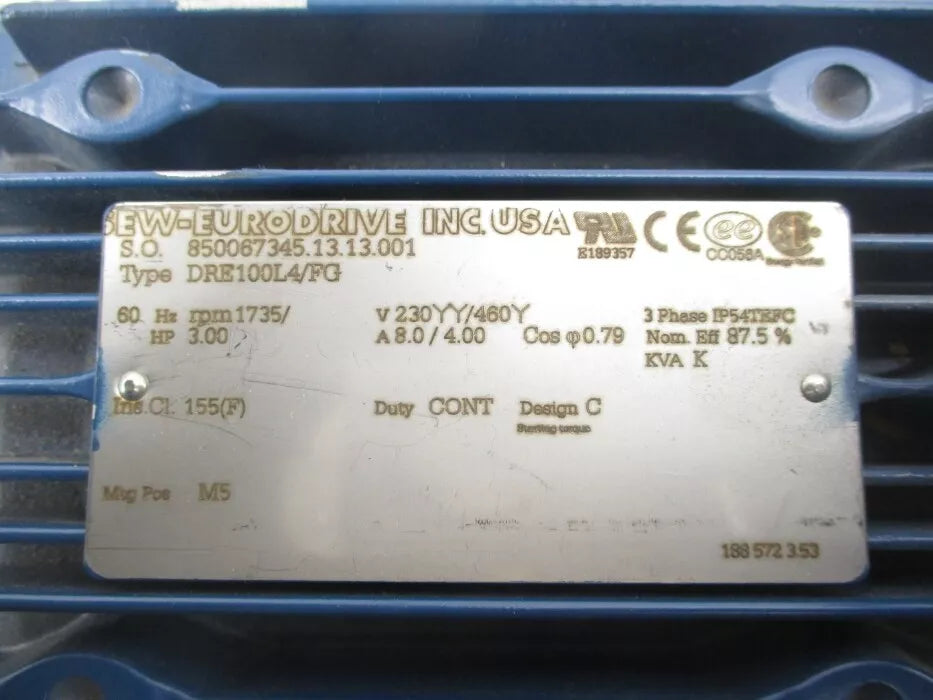 SEW-EURODRIVE INC. USA
E189357
CC056A
S.O. 850067345.13.13.001
Type DRE100L4/FG
60 Hz rpm 1735/ V 230YY/460Y 3 Phase IP54TEFC
HP 3.00 A 8.0 / 4.00 Cos φ 0.79 Nom. Eff 87.5 %
KVA K
Ins.Cl. 155(F) Duty CONT Design C
Starting torque
Mtg Pos M5
188 572 3.53